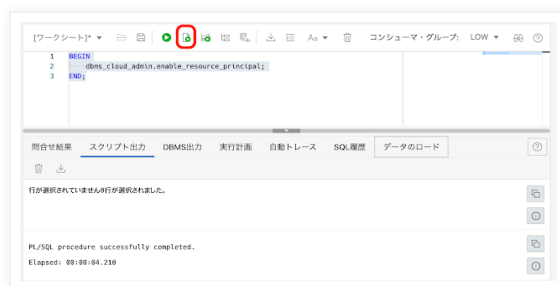 [ワークシート]* ▼ Aa ▼ コンシューマ・グループ: LOW ▼
1 BEGIN
2 dbms_cloud_admin.enable_resource_principal;
3 END;
問合せ結果 スクリプト出力 DBMS出力 実行計画 自動トレース SQL履歴 データのロード
行が選択されていません0行が選択されました。
PL/SQL procedure successfully completed.
Elapsed: 00:00:04.210